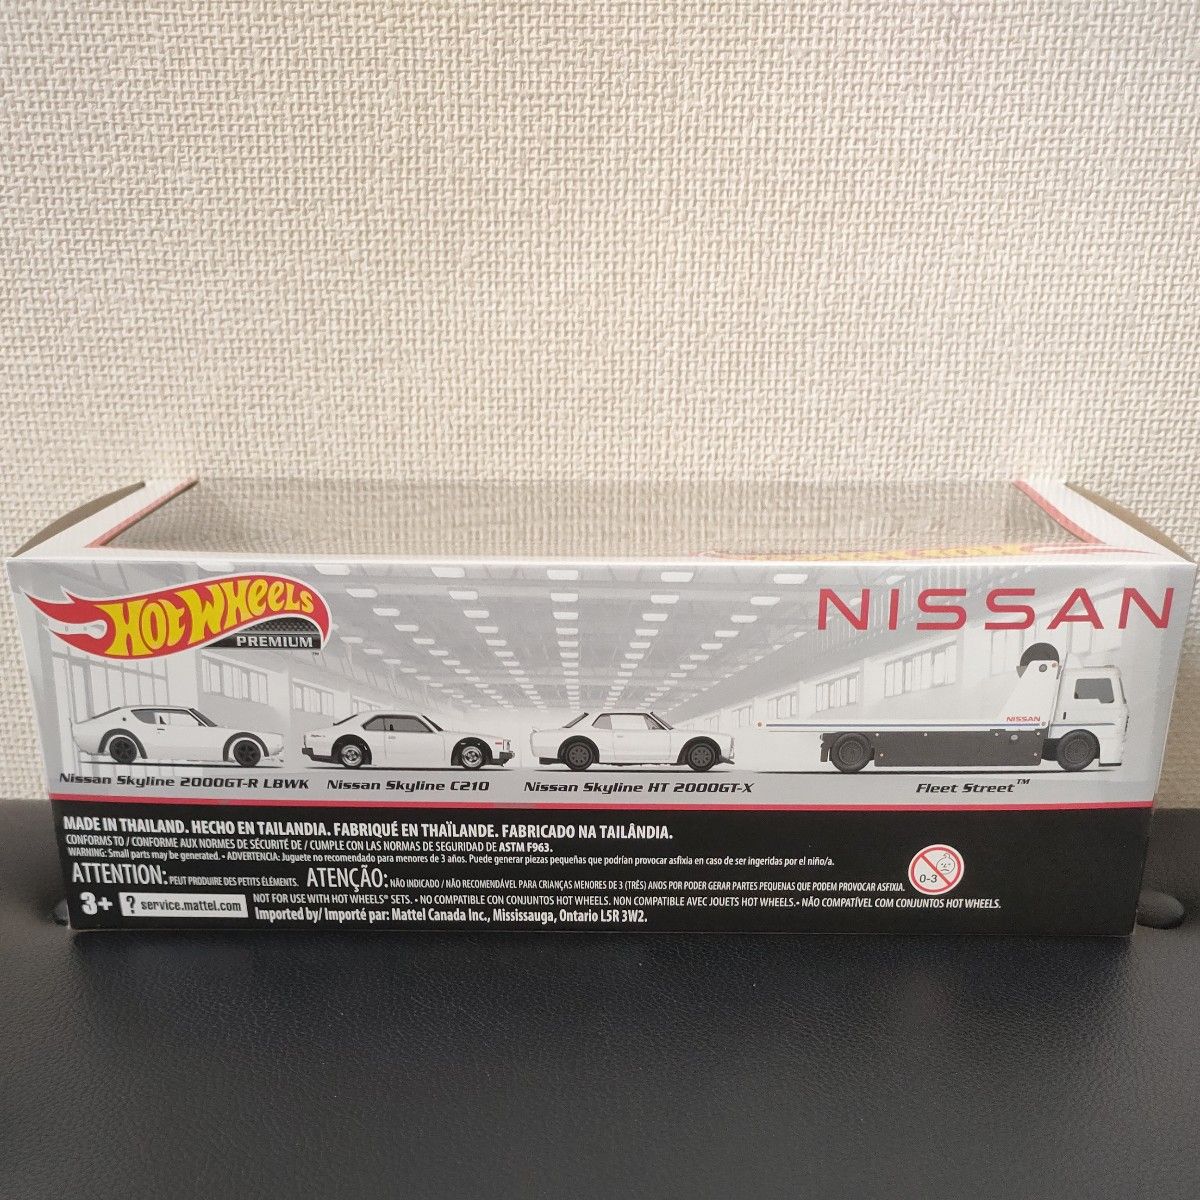 HOT WHEELS
PREMIUM™
NISSAN
NISSAN
Nissan Skyline 2000GT-R LBWK
Nissan Skyline C210
Nissan Skyline HT 2000GT-X
Fleet Street™
MADE IN THAILAND. HECHO EN TAILANDIA. FABRIQUÉ EN THAÏLANDE. FABRICADO NA TAILÂNDIA.
CONFORMS TO / CONFORME AUX NORMES DE SÉCURITÉ DE / CUMPLE CON LAS NORMAS DE SEGURIDAD DE ASTM F963.
WARNING: Small parts may be generated. • ADVERTENCIA: Juguete no recomendado para menores de 3 años. Puede generar piezas pequeñas que podrían provocar asfixia en caso de ser ingeridas por el niño/a.
ATTENTION: PEUT PRODUIRE DES PETITS ÉLÉMENTS. ATENÇÃO: NÃO INDICADO / NÃO RECOMENDÁVEL PARA CRIANÇAS MENORES DE 3 (TRÊS) ANOS POR PODER GERAR PARTES PEQUENAS QUE PODEM PROVOCAR ASFIXIA.
0-3
3+ ? service.mattel.com
NOT FOR USE WITH HOT WHEELS® SETS. • NO COMPATIBLE CON CONJUNTOS HOT WHEELS. NON COMPATIBLE AVEC JOUETS HOT WHEELS. • NÃO COMPATÍVEL COM CONJUNTOS HOT WHEELS.
Imported by/ Importé par: Mattel Canada Inc., Mississauga, Ontario L5R 3W2.